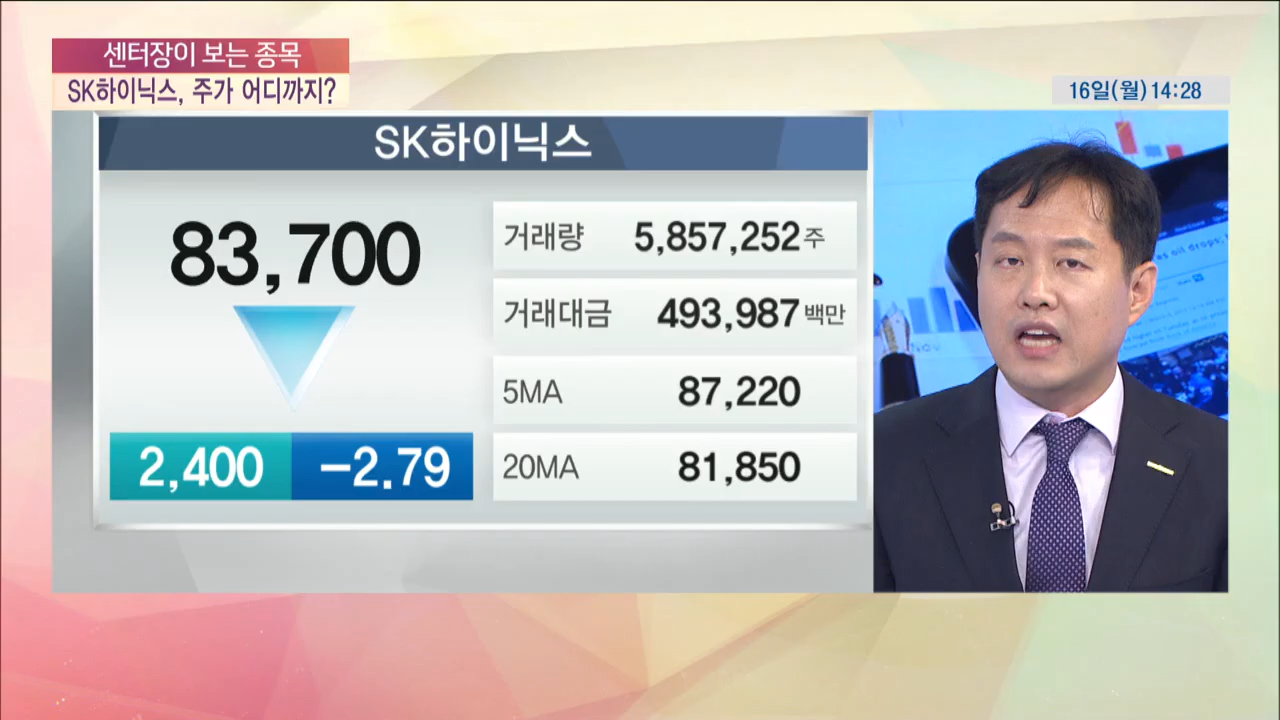 센터장이 보는 종목
SK하이닉스, 주가 어디까지?
16일(월) 14:28
SK하이닉스
83,700
2,400 -2.79
거래량 5,857,252주
거래대금 493,987백만
5MA 87,220
20MA 81,850